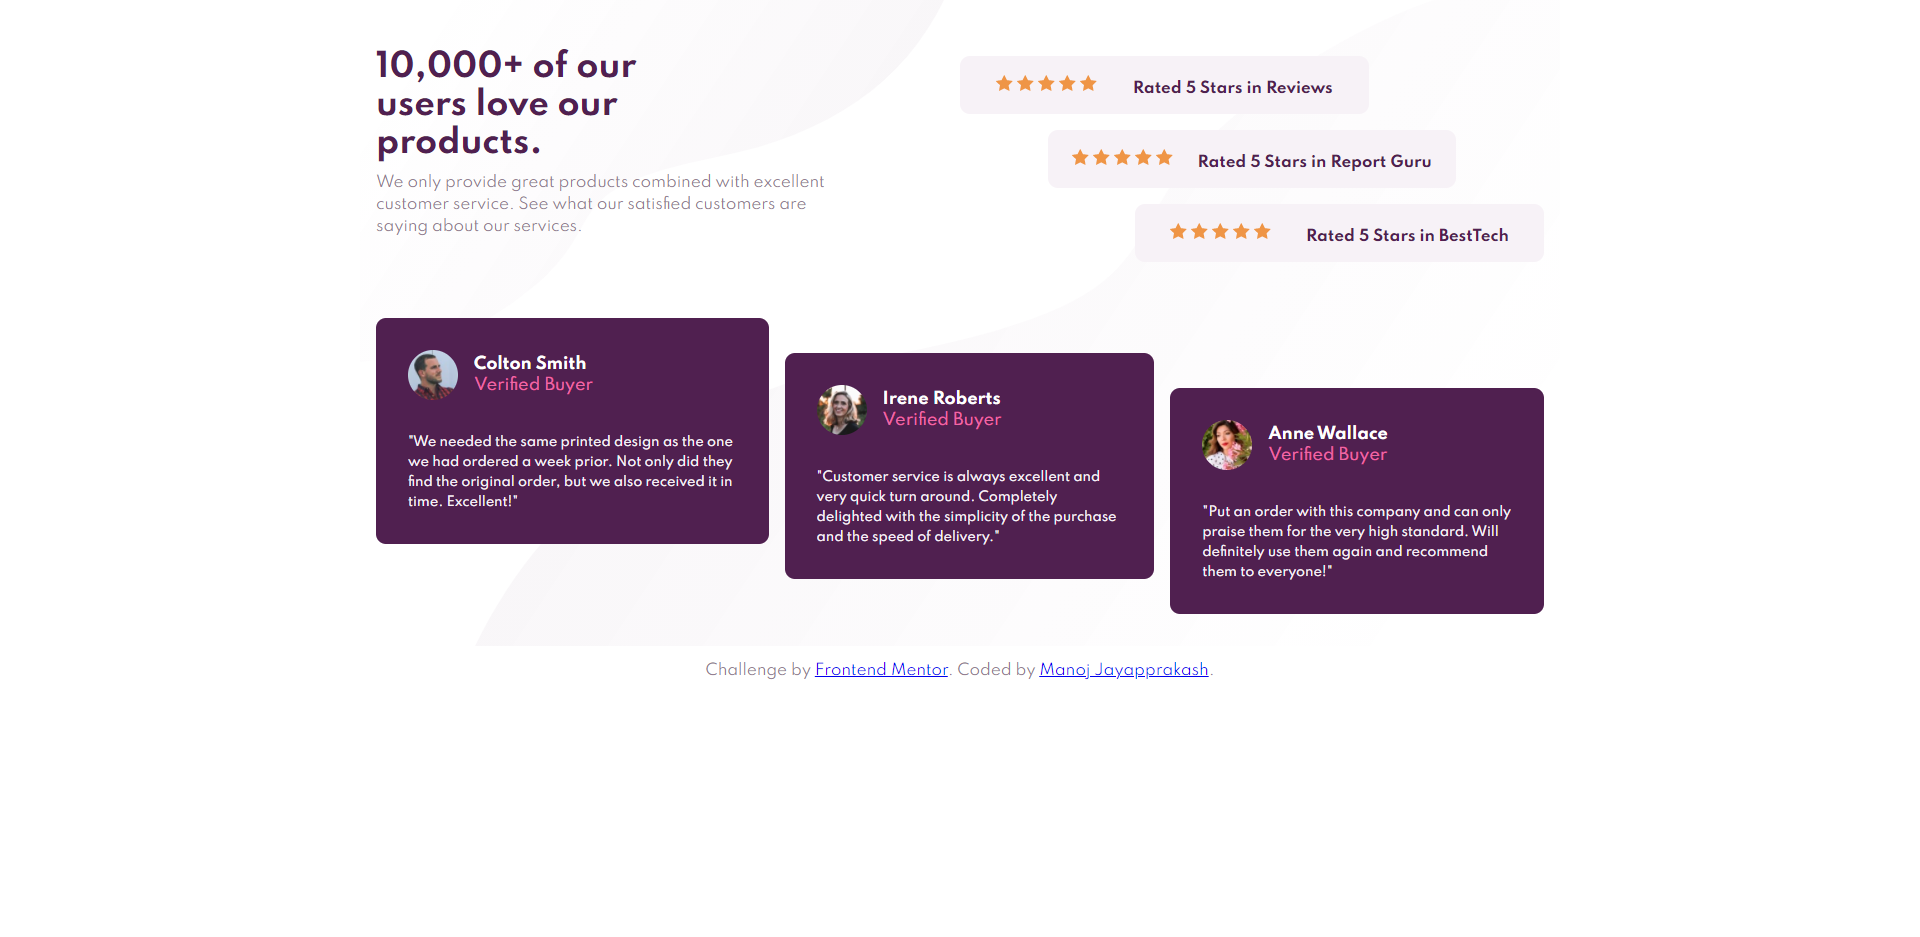 10,000+ of our
users love our
products.
We only provide great products combined with excellent
customer service. See what our satisfied customers are
saying about our services.
Rated 5 Stars in Reviews
Rated 5 Stars in Report Guru
Rated 5 Stars in BestTech
Colton Smith
Verified Buyer
"We needed the same printed design as the one
we had ordered a week prior. Not only did they
find the original order, but we also received it in
time. Excellent!"
Irene Roberts
Verified Buyer
"Customer service is always excellent and
very quick turn around. Completely
delighted with the simplicity of the purchase
and the speed of delivery."
Anne Wallace
Verified Buyer
"Put an order with this company and can only
praise them for the very high standard. Will
definitely use them again and recommend
them to everyone!"
Challenge by Frontend Mentor. Coded by Manoj Jayapprakash.